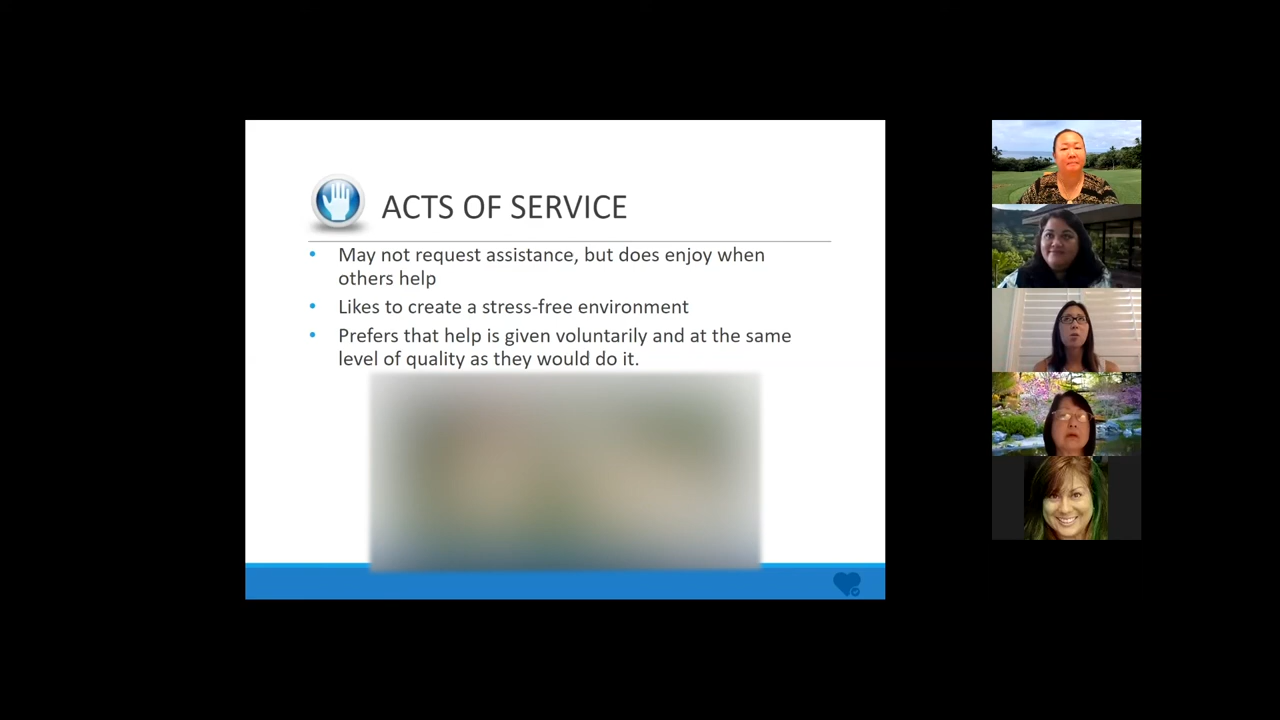 ACTS OF SERVICE
• May not request assistance, but does enjoy when
others help
• Likes to create a stress-free environment
• Prefers that help is given voluntarily and at the same
level of quality as they would do it.